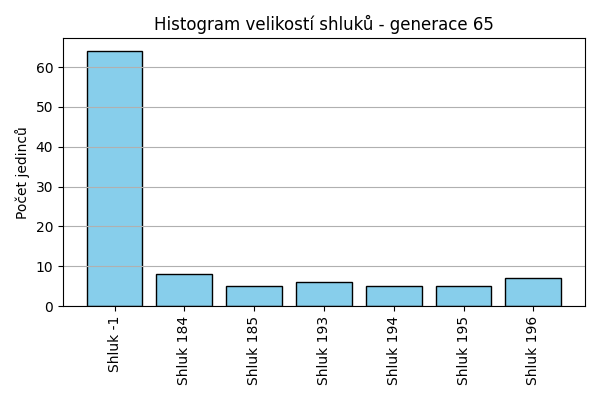 Histogram velikostí shluků - generace 65
Počet jedinců
60
50
40
30
20
10
0
Shluk -1
Shluk 184
Shluk 185
Shluk 193
Shluk 194
Shluk 195
Shluk 196